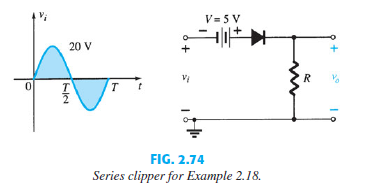 vi
20 V
0
T
2
T
t
V = 5 V
− +
+
vi
−
R
+
vo
−
FIG. 2.74
Series clipper for Example 2.18.